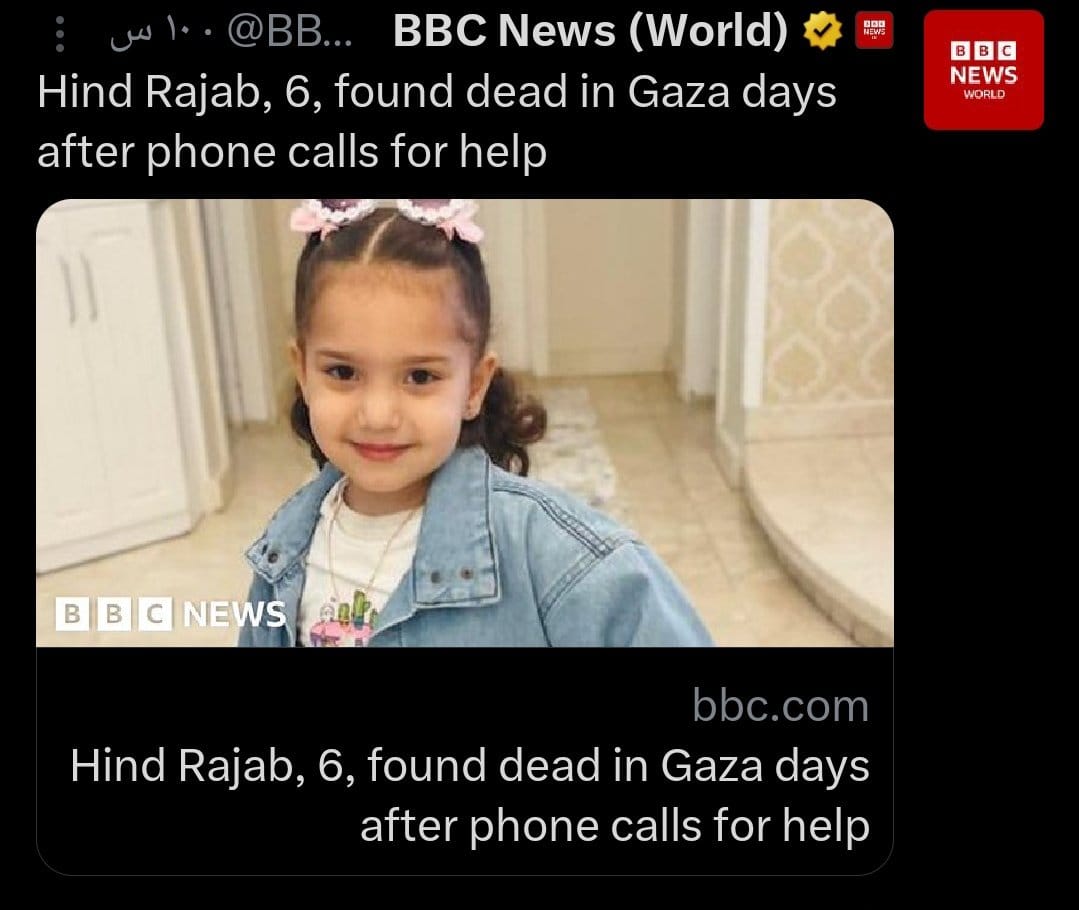 BBC News (World) @BB... · ١٠ س
BBC
NEWS
WORLD
Hind Rajab, 6, found dead in Gaza days
after phone calls for help
BBC NEWS
bbc.com
Hind Rajab, 6, found dead in Gaza days
after phone calls for help